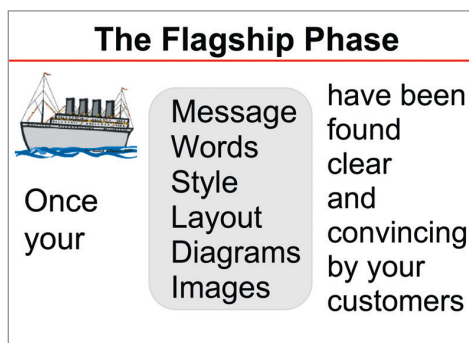 The Flagship Phase
Once
your
Message
Words
Style
Layout
Diagrams
Images
have been
found
clear
and
convincing
by your
customers